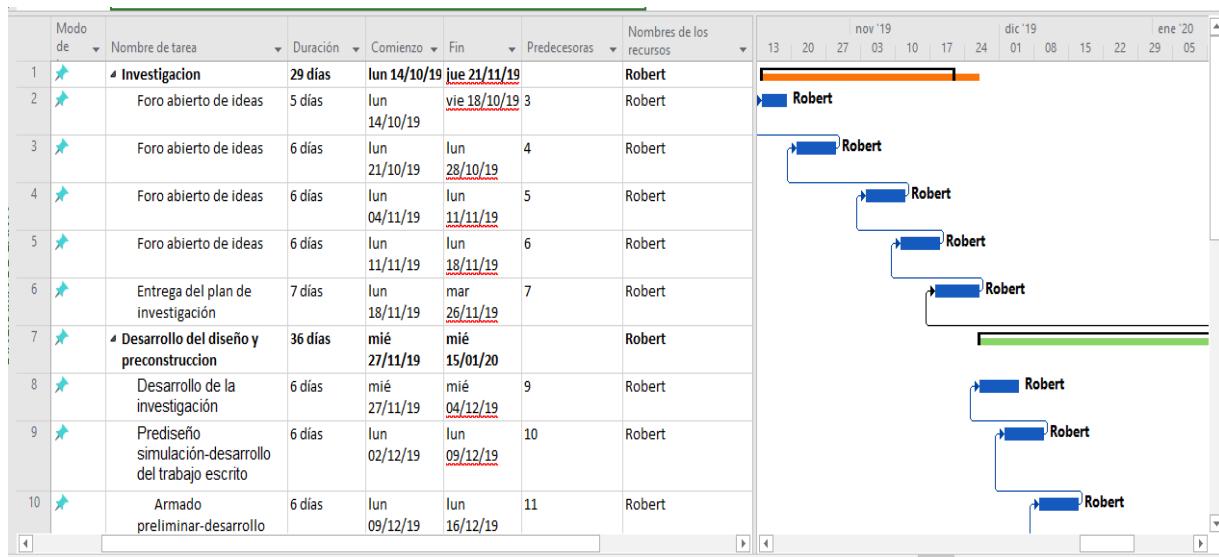 Modo de Nombre de tarea Duración Comienzo Fin Predecesoras Nombres de los recursos
nov '19 dic '19 ene '20
13 20 27 03 10 17 24 01 08 15 22 29 05
1 Investigacion 29 días lun 14/10/19 jue 21/11/19 Robert
2 Foro abierto de ideas 5 días lun 14/10/19 vie 18/10/19 3 Robert
Robert
3 Foro abierto de ideas 6 días lun 21/10/19 lun 28/10/19 4 Robert
Robert
4 Foro abierto de ideas 6 días lun 04/11/19 lun 11/11/19 5 Robert
Robert
5 Foro abierto de ideas 6 días lun 11/11/19 lun 18/11/19 6 Robert
Robert
6 Entrega del plan de investigación 7 días lun 18/11/19 mar 26/11/19 7 Robert
Robert
7 Desarrollo del diseño y preconstruccion 36 días mié 27/11/19 mié 15/01/20 Robert
8 Desarrollo de la investigación 6 días mié 27/11/19 mié 04/12/19 9 Robert
Robert
9 Prediseño simulación-desarrollo del trabajo escrito 6 días lun 02/12/19 lun 09/12/19 10 Robert
Robert
10 Armado preliminar-desarrollo 6 días lun 09/12/19 lun 16/12/19 11 Robert
Robert